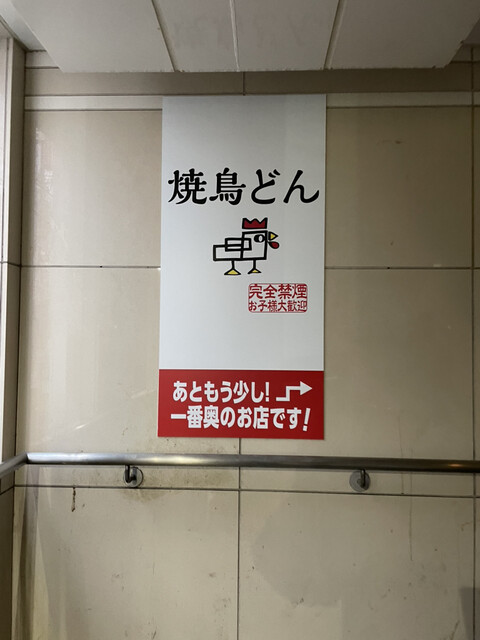 焼鳥どん
完全禁煙
お子様大歓迎
あともう少し!
一番奥のお店です!